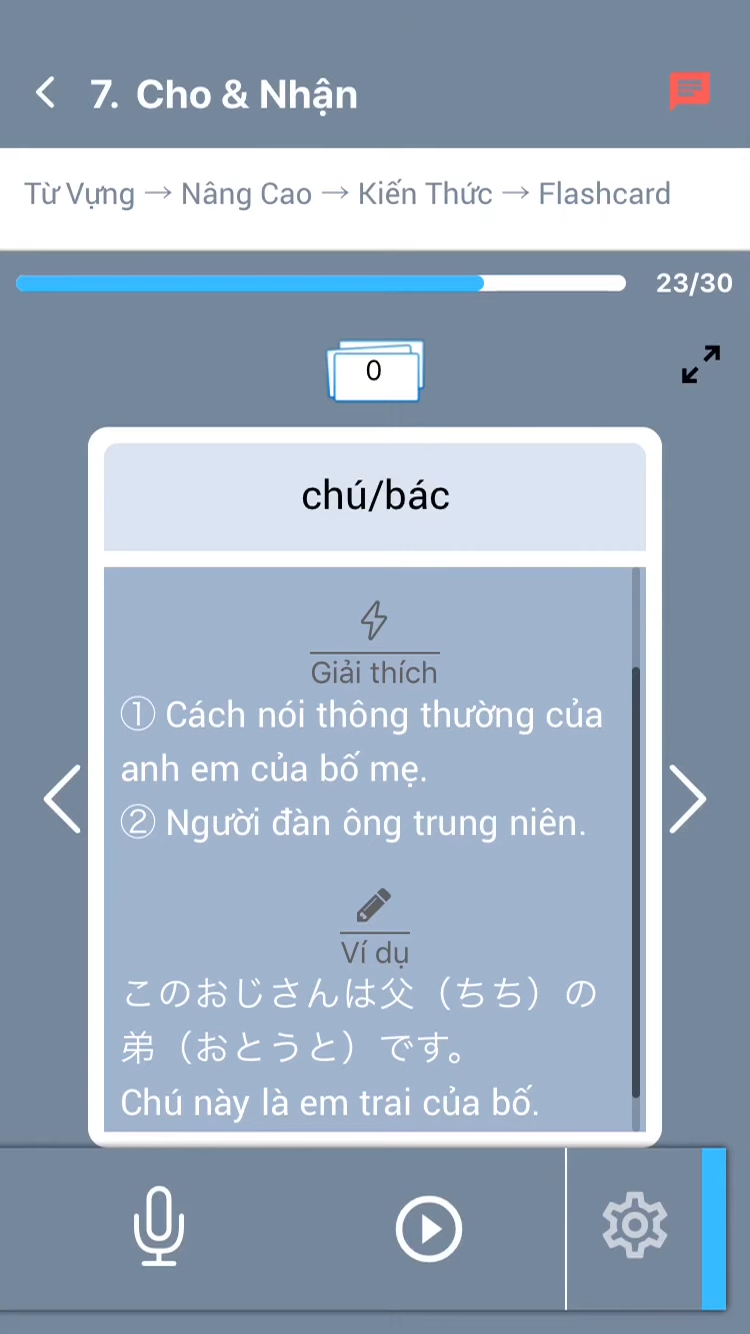 7. Cho & Nhận
Từ Vựng → Nâng Cao → Kiến Thức → Flashcard
23/30
0
chú/bác
Giải thích
① Cách nói thông thường của
anh em của bố mẹ.
② Người đàn ông trung niên.
Ví dụ
このおじさんは父（ちち）の
弟（おとうと）です。
Chú này là em trai của bố.